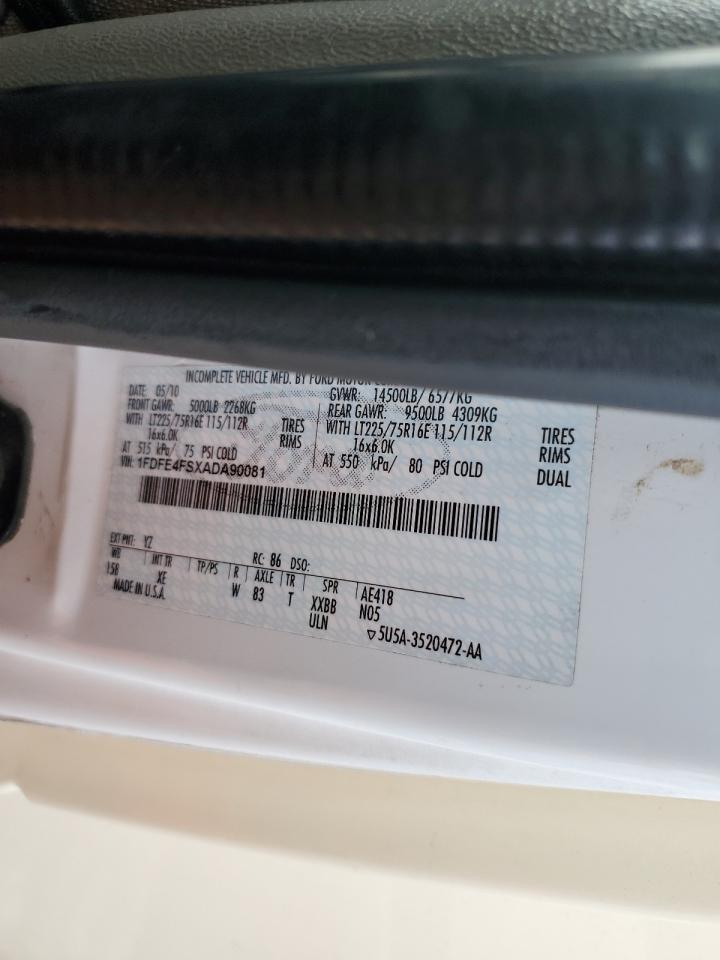 INCOMPLETE VEHICLE MFD. BY FORD MOTOR
DATE: 05/10 GVWR: 14500LB/ 6577KG
FRONT GAWR: 5000LB 2268KG REAR GAWR: 9500LB 4309KG
WITH LT225/75R16E 115/112R TIRES WITH LT225/75R16E 115/112R TIRES
16x6.0K RIMS 16x6.0K RIMS
AT 515 kPa/ 75 PSI COLD AT 550 kPa/ 80 PSI COLD DUAL
VIN: 1FDFE4FSXADA90081
EXT PNT: YZ RC: 86 DSO:
WB INT TR TP/PS R AXLE TR SPR AE418
158 XE W 83 T XXBB N05
MADE IN U.S.A. ULN
▽5U5A-3520472-AA